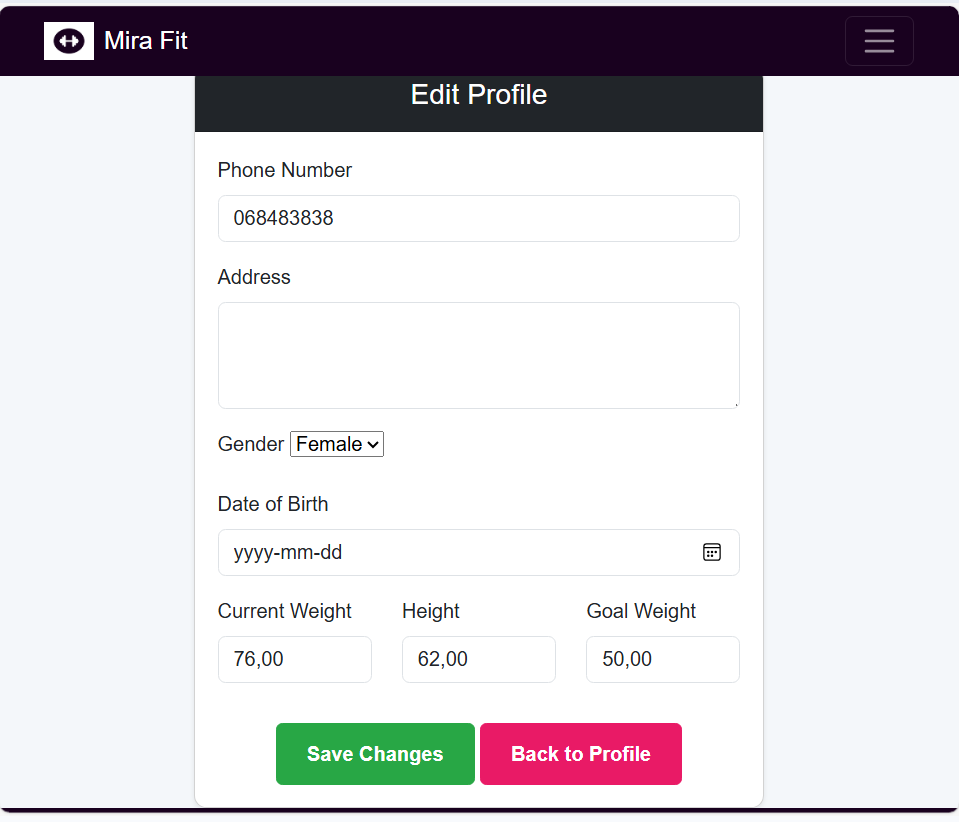 Mira Fit
Edit Profile
Phone Number
068483838
Address
Gender Female
Date of Birth
yyyy-mm-dd
Current Weight Height Goal Weight
76,00 62,00 50,00
Save Changes Back to Profile